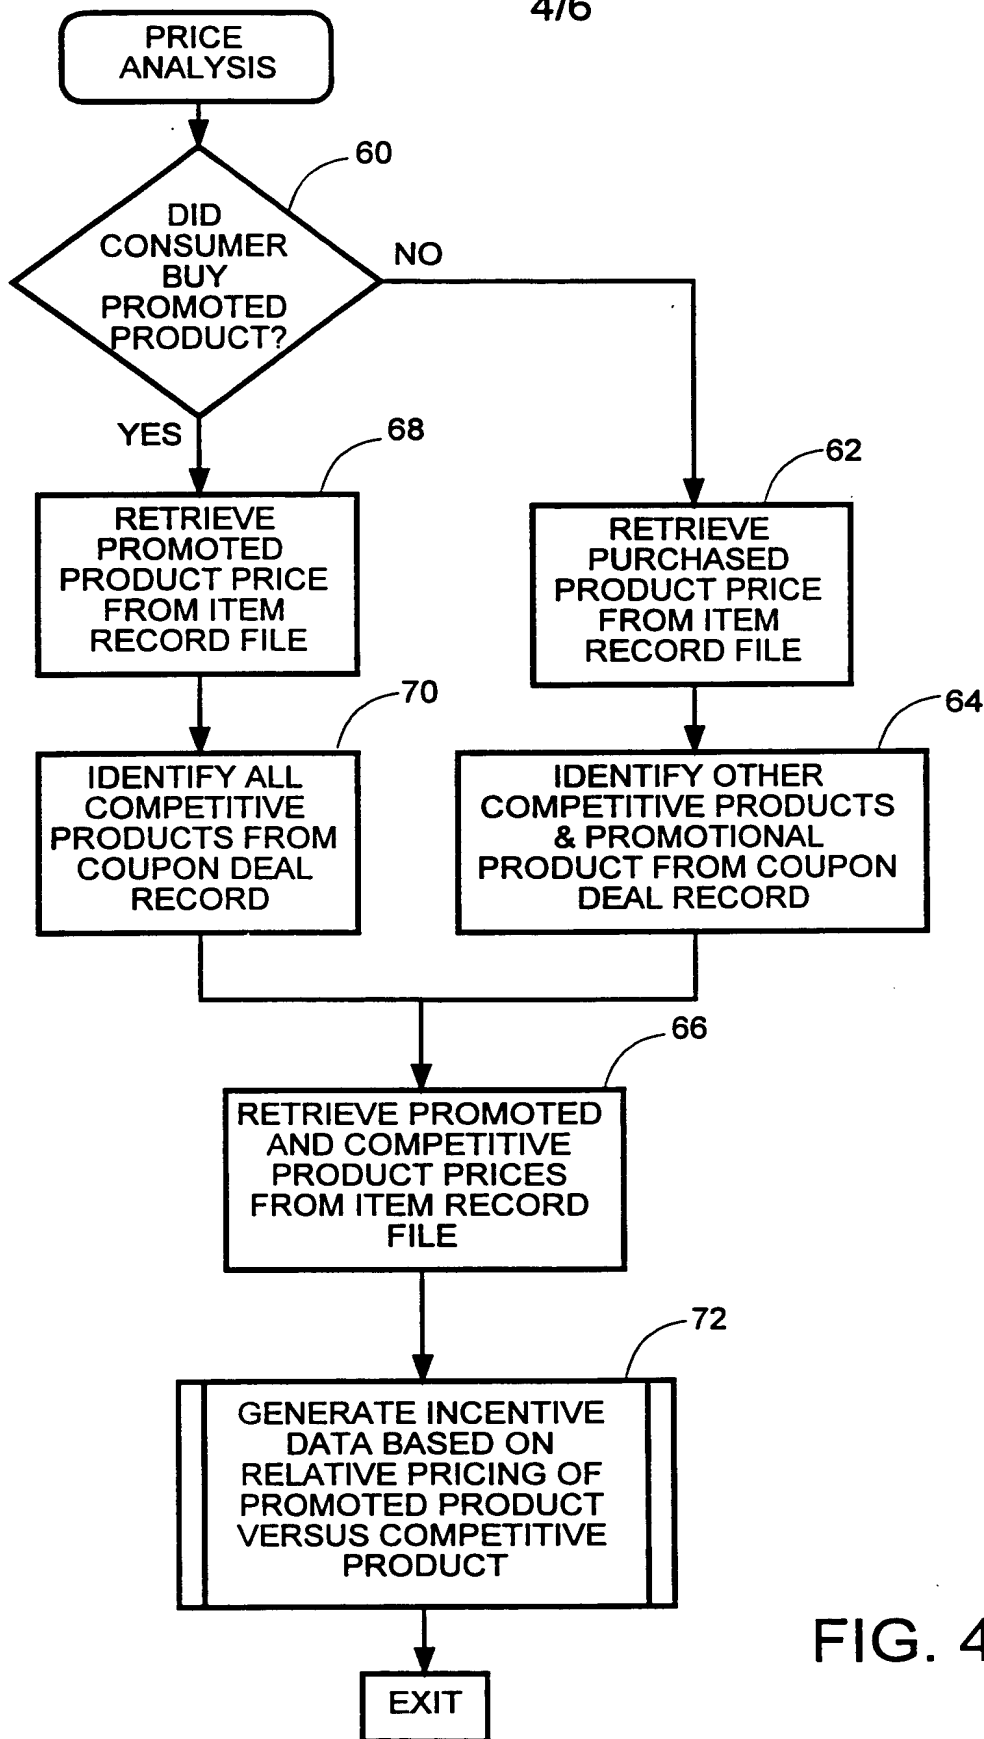 4/6
PRICE
ANALYSIS
60
DID
CONSUMER
BUY
PROMOTED
PRODUCT?
NO
YES
68
RETRIEVE
PROMOTED
PRODUCT PRICE
FROM ITEM
RECORD FILE
62
RETRIEVE
PURCHASED
PRODUCT PRICE
FROM ITEM
RECORD FILE
70
IDENTIFY ALL
COMPETITIVE
PRODUCTS FROM
COUPON DEAL
RECORD
64
IDENTIFY OTHER
COMPETITIVE PRODUCTS
& PROMOTIONAL
PRODUCT FROM COUPON
DEAL RECORD
66
RETRIEVE PROMOTED
AND COMPETITIVE
PRODUCT PRICES
FROM ITEM RECORD
FILE
72
GENERATE INCENTIVE
DATA BASED ON
RELATIVE PRICING OF
PROMOTED PRODUCT
VERSUS COMPETITIVE
PRODUCT
EXIT
FIG. 4